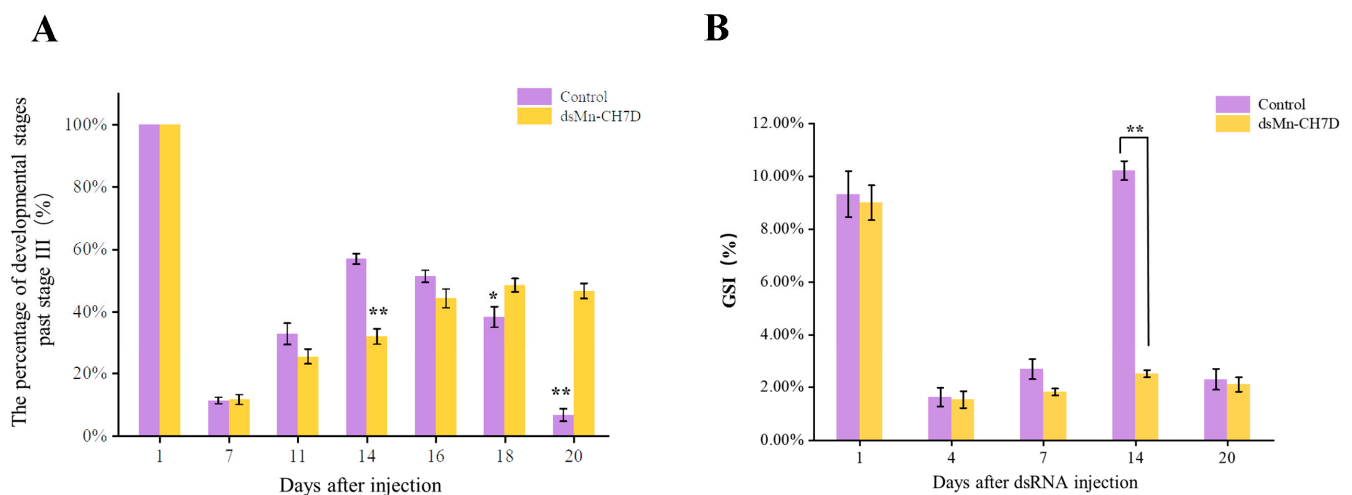 A
Control
dsMn-CH7D
The percentage of developmental stages
past stage III (%)
100%
80%
60%
40%
20%
0%
**
*
**
1 7 11 14 16 18 20
Days after injection
B
Control
dsMn-CH7D
GSI (%)
12.00%
10.00%
8.00%
6.00%
4.00%
2.00%
0.00%
**
1 4 7 14 20
Days after dsRNA injection